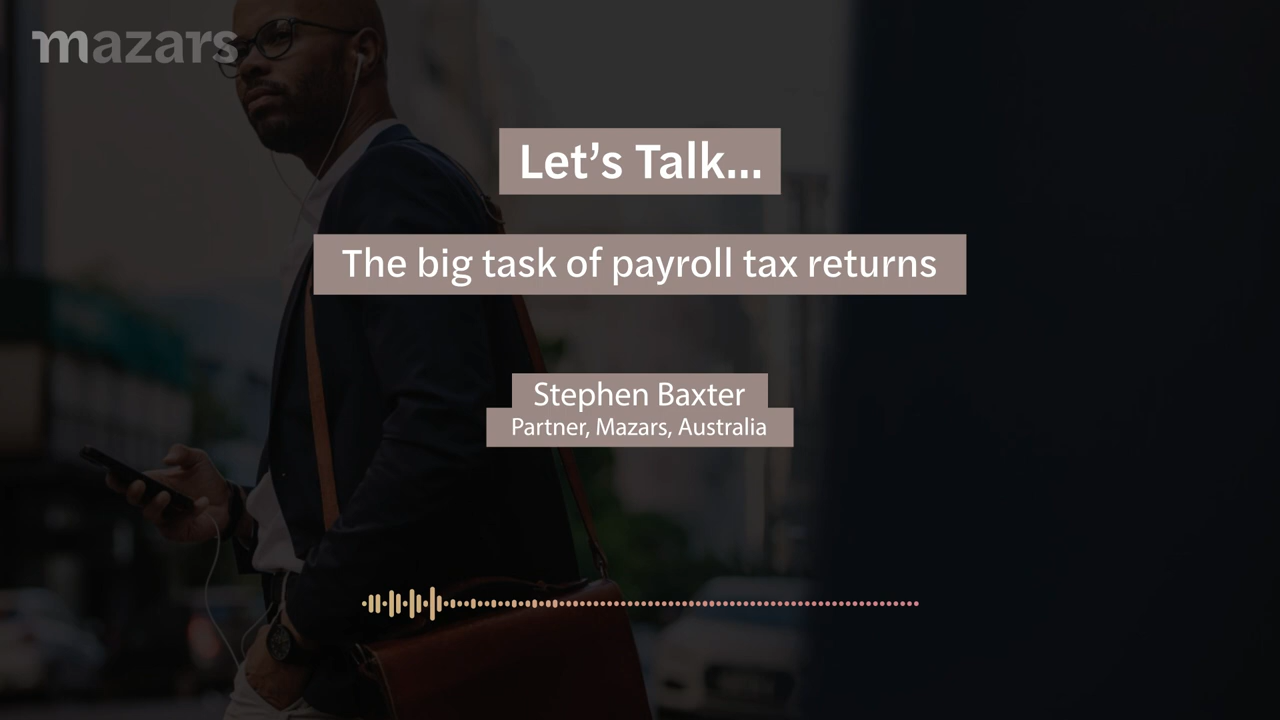 mazars
Let’s Talk...
The big task of payroll tax returns
Stephen Baxter
Partner, Mazars, Australia